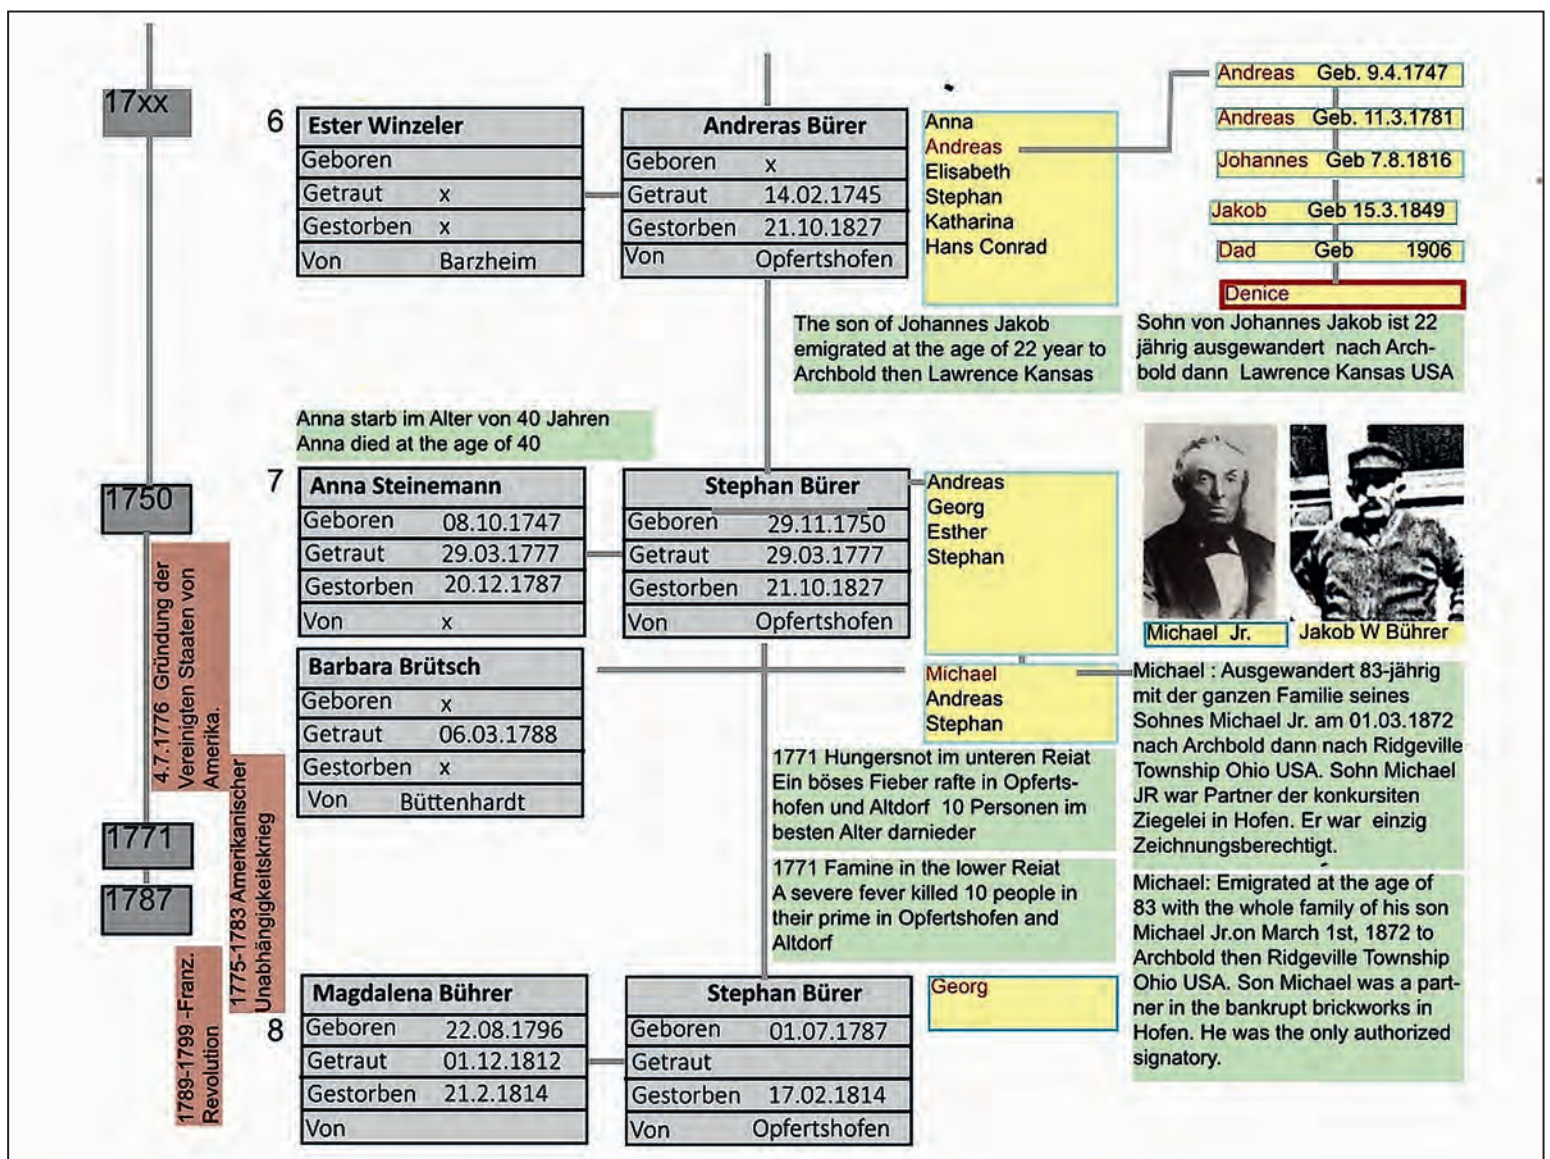 17xx
6
Ester Winzeler
Geboren
Getraut x
Gestorben x
Von Barzheim
Andreras Bürer
Geboren x
Getraut 14.02.1745
Gestorben 21.10.1827
Von Opfertshofen
Anna
Andreas
Elisabeth
Stephan
Katharina
Hans Conrad
Andreas Geb. 9.4.1747
Andreas Geb. 11.3.1781
Johannes Geb 7.8.1816
Jakob Geb 15.3.1849
Dad Geb 1906
Denice
The son of Johannes Jakob
emigrated at the age of 22 year to
Archbold then Lawrence Kansas
Sohn von Johannes Jakob ist 22
jährig ausgewandert nach Arch-
bold dann Lawrence Kansas USA
Anna starb im Alter von 40 Jahren
Anna died at the age of 40
1750
7
Anna Steinemann
Geboren 08.10.1747
Getraut 29.03.1777
Gestorben 20.12.1787
Von x
Stephan Bürer
Geboren 29.11.1750
Getraut 29.03.1777
Gestorben 21.10.1827
Von Opfertshofen
Andreas
Georg
Esther
Stephan
Michael Jr.
Jakob W Bührer
4.7.1776 Gründung der
Vereinigten Staaten von
Amerika.
Barbara Brütsch
Geboren x
Getraut 06.03.1788
Gestorben x
Von Büttenhardt
Michael
Andreas
Stephan
Michael : Ausgewandert 83-jährig
mit der ganzen Familie seines
Sohnes Michael Jr. am 01.03.1872
nach Archbold dann nach Ridgeville
Township Ohio USA. Sohn Michael
JR war Partner der konkursiten
Ziegelei in Hofen. Er war einzig
Zeichnungsberechtigt.
1771 Hungersnot im unteren Reiat
Ein böses Fieber rafte in Opferts-
hofen und Altdorf 10 Personen im
besten Alter darnieder
1771 Famine in the lower Reiat
A severe fever killed 10 people in
their prime in Opfertshofen and
Altdorf
Michael: Emigrated at the age of
83 with the whole family of his son
Michael Jr.on March 1st, 1872 to
Archbold then Ridgeville Township
Ohio USA. Son Michael was a part-
ner in the bankrupt brickworks in
Hofen. He was the only authorized
signatory.
1771
1787
1775-1783 Amerikanischer
Unabhängigkeitskrieg
1789-1799 -Franz.
Revolution
8
Magdalena Bührer
Geboren 22.08.1796
Getraut 01.12.1812
Gestorben 21.2.1814
Von
Stephan Bürer
Geboren 01.07.1787
Getraut
Gestorben 17.02.1814
Von Opfertshofen
Georg